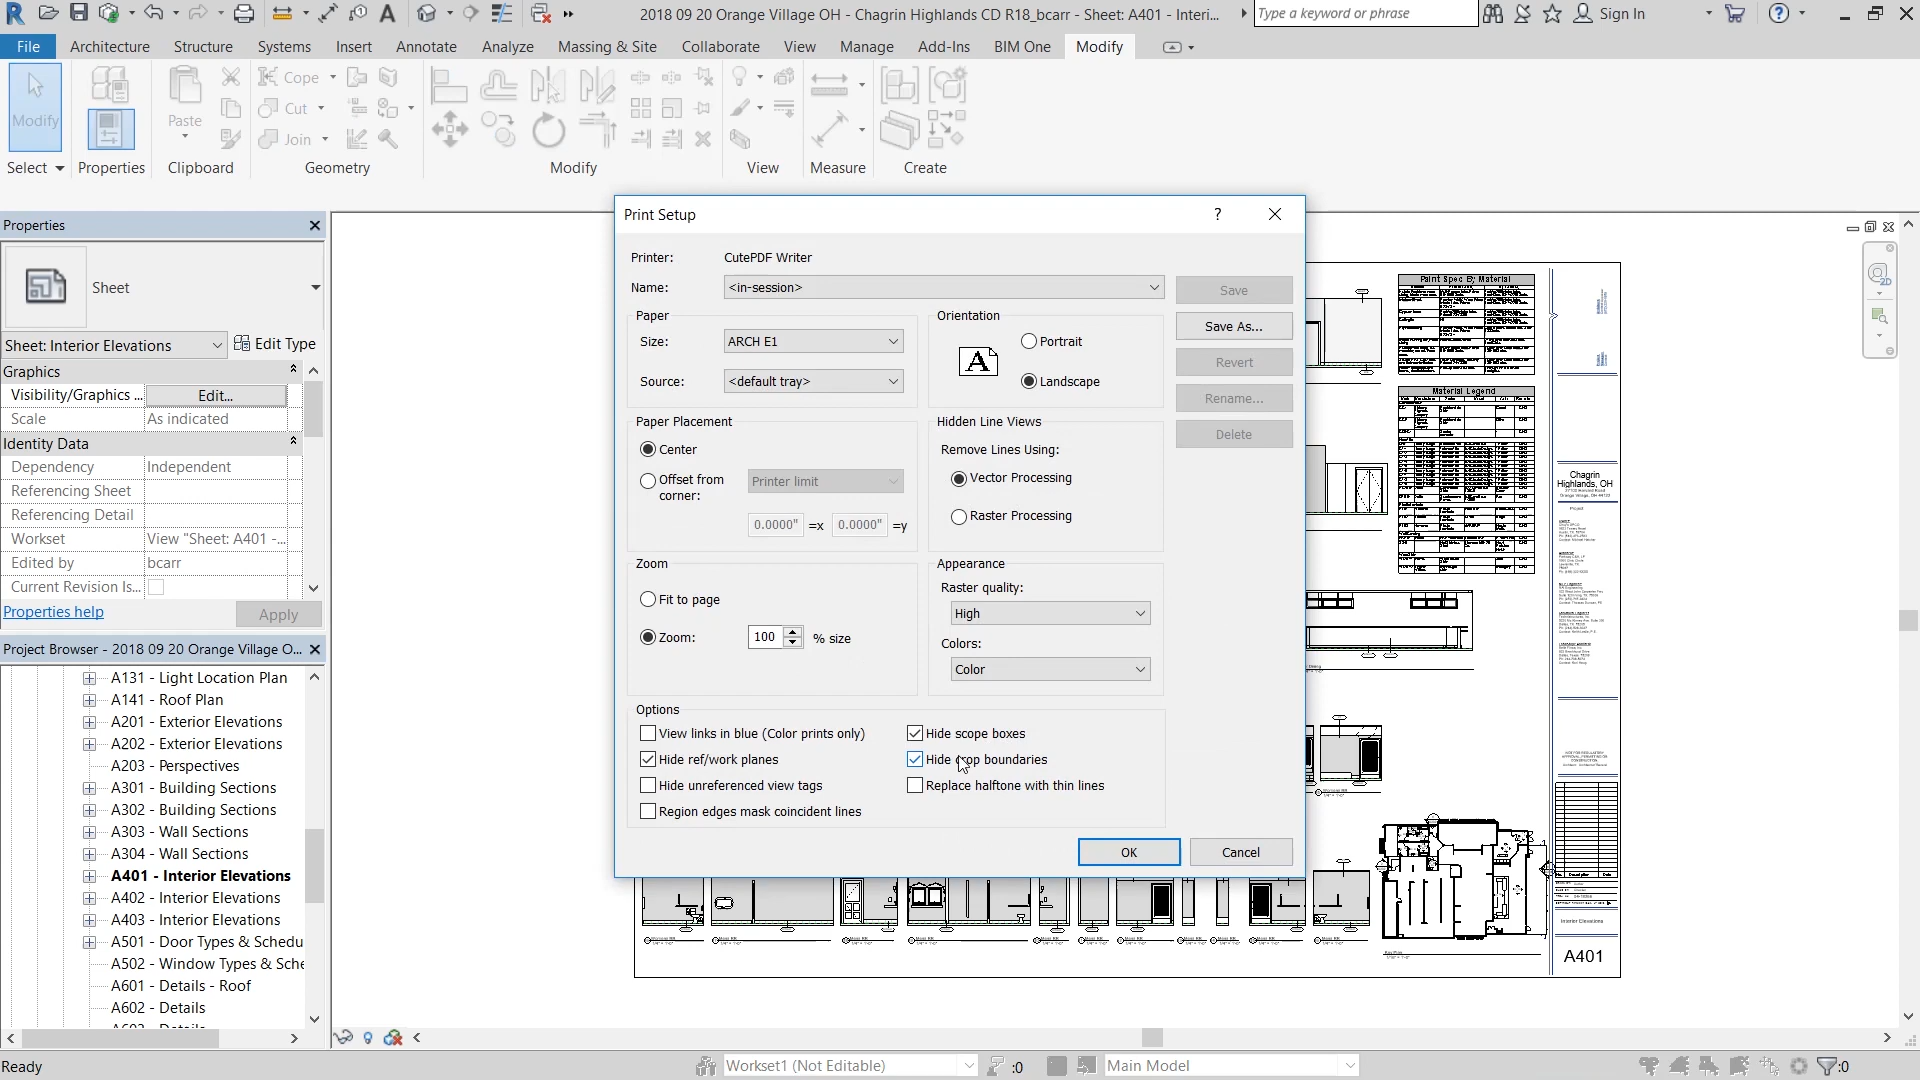 2018 09 20 Orange Village OH - Chagrin Highlands CD R18_bcarr - Sheet: A401 - Interi...
Type a keyword or phrase
Sign In
File
Architecture
Structure
Systems
Insert
Annotate
Analyze
Massing & Site
Collaborate
View
Manage
Add-Ins
BIM One
Modify
Modify
Cope
Cut
Join
Paste
Select
Properties
Clipboard
Geometry
Modify
View
Measure
Create
Properties
Sheet
Sheet: Interior Elevations
Edit Type
Graphics
Visibility/Graphics ...
Edit...
Scale
As indicated
Identity Data
Dependency
Independent
Referencing Sheet
Referencing Detail
Workset
View "Sheet: A401 -...
Edited by
bcarr
Current Revision Is...
Properties help
Apply
Project Browser - 2018 09 20 Orange Village O...
A131 - Light Location Plan
A141 - Roof Plan
A201 - Exterior Elevations
A202 - Exterior Elevations
A203 - Perspectives
A301 - Building Sections
A302 - Building Sections
A303 - Wall Sections
A304 - Wall Sections
A401 - Interior Elevations
A402 - Interior Elevations
A403 - Interior Elevations
A501 - Door Types & Schedu
A502 - Window Types & Sche
A601 - Details - Roof
A602 - Details
Print Setup
?
Printer:
CutePDF Writer
Name:
<in-session>
Save
Save As...
Revert
Rename...
Delete
Paper
Size:
ARCH E1
Source:
<default tray>
Orientation
A
Portrait
Landscape
Paper Placement
Center
Offset from
corner:
Printer limit
0.0000"
=x
0.0000"
=y
Hidden Line Views
Remove Lines Using:
Vector Processing
Raster Processing
Zoom
Fit to page
Zoom:
100
% size
Appearance
Raster quality:
High
Colors:
Color
Options
View links in blue (Color prints only)
Hide ref/work planes
Hide unreferenced view tags
Region edges mask coincident lines
Hide scope boxes
Hide crop boundaries
Replace halftone with thin lines
OK
Cancel
Paint Spec By Material
Material Legend
Chagrin
Highlands, OH
Interior Elevations
A401
Ready
Workset1 (Not Editable)
:0
Main Model
:0